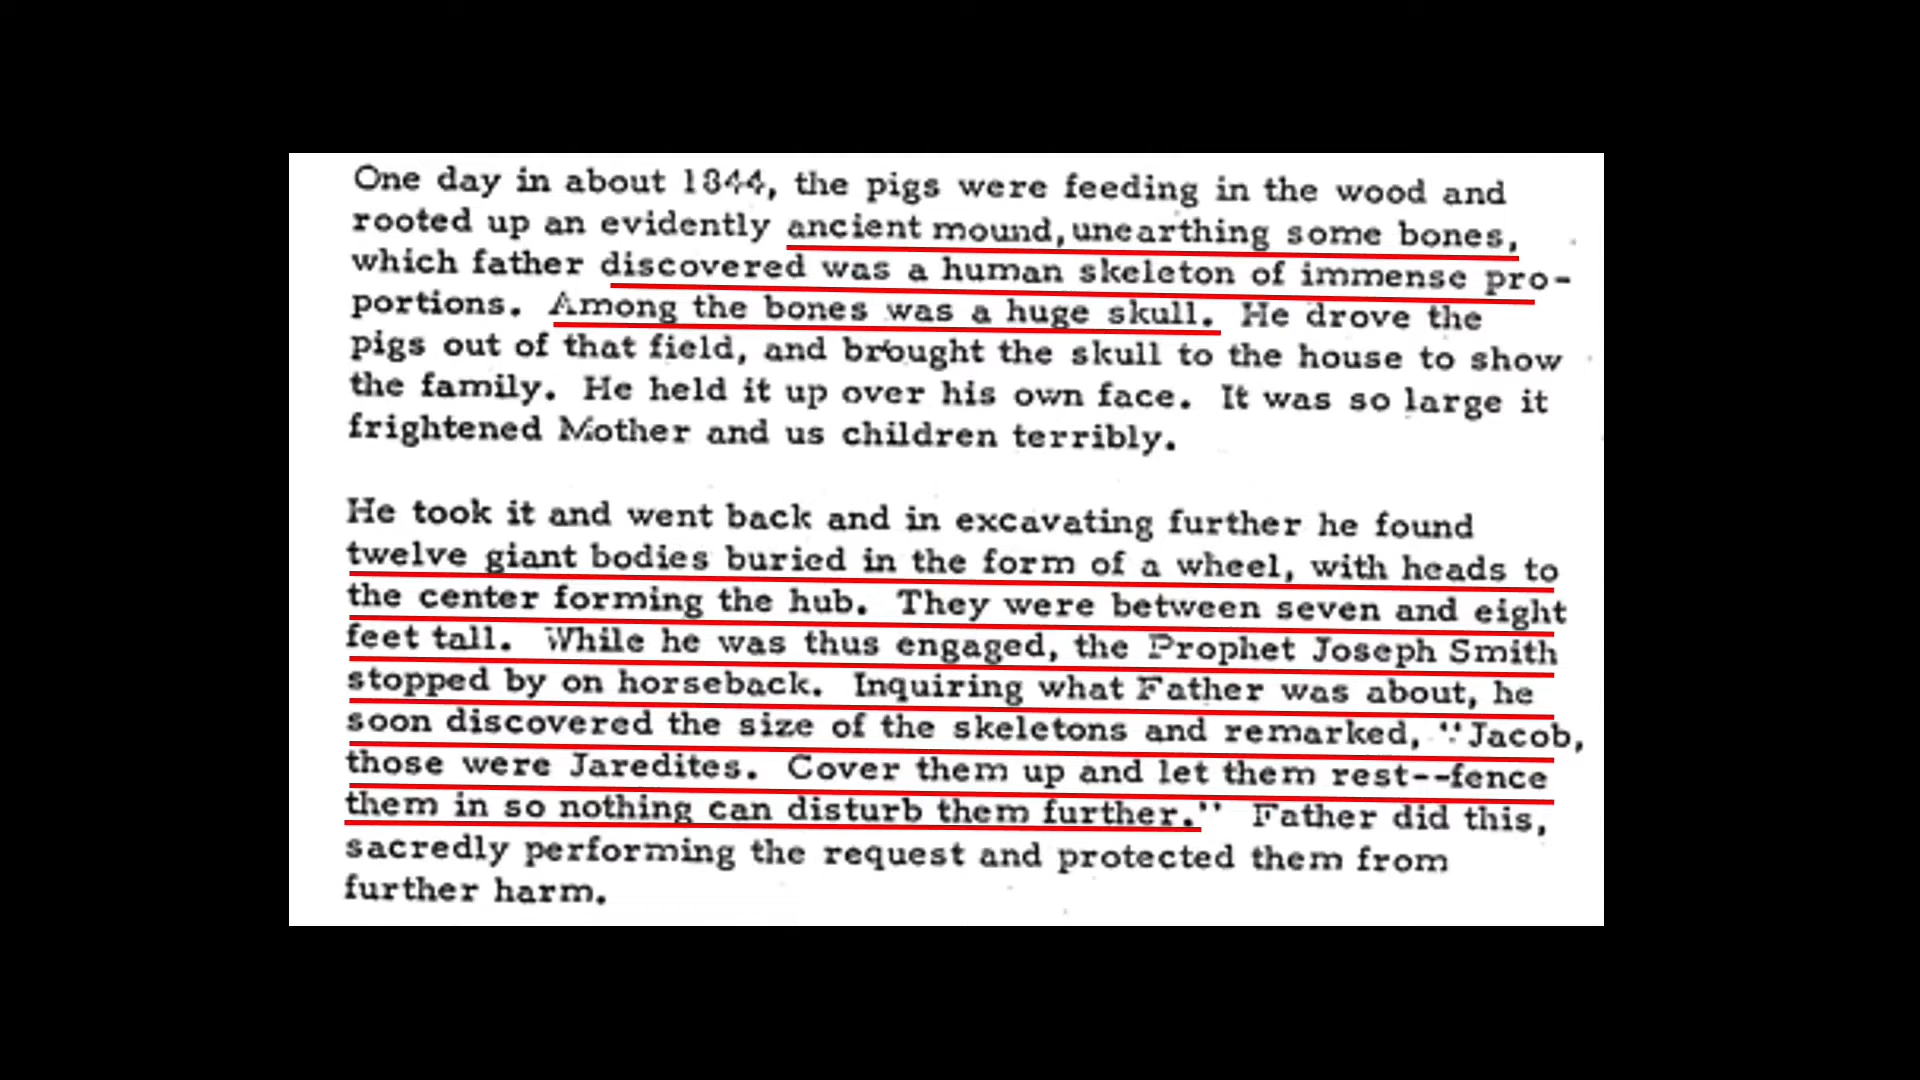 One day in about 1844, the pigs were feeding in the wood and
rooted up an evidently ancient mound, unearthing some bones,
which father discovered was a human skeleton of immense pro-
portions. Among the bones was a huge skull. He drove the
pigs out of that field, and brought the skull to the house to show
the family. He held it up over his own face. It was so large it
frightened Mother and us children terribly.
He took it and went back and in excavating further he found
twelve giant bodies buried in the form of a wheel, with heads to
the center forming the hub. They were between seven and eight
feet tall. While he was thus engaged, the Prophet Joseph Smith
stopped by on horseback. Inquiring what Father was about, he
soon discovered the size of the skeletons and remarked, "Jacob,
those were Jaredites. Cover them up and let them rest--fence
them in so nothing can disturb them further." Father did this,
sacredly performing the request and protected them from
further harm.